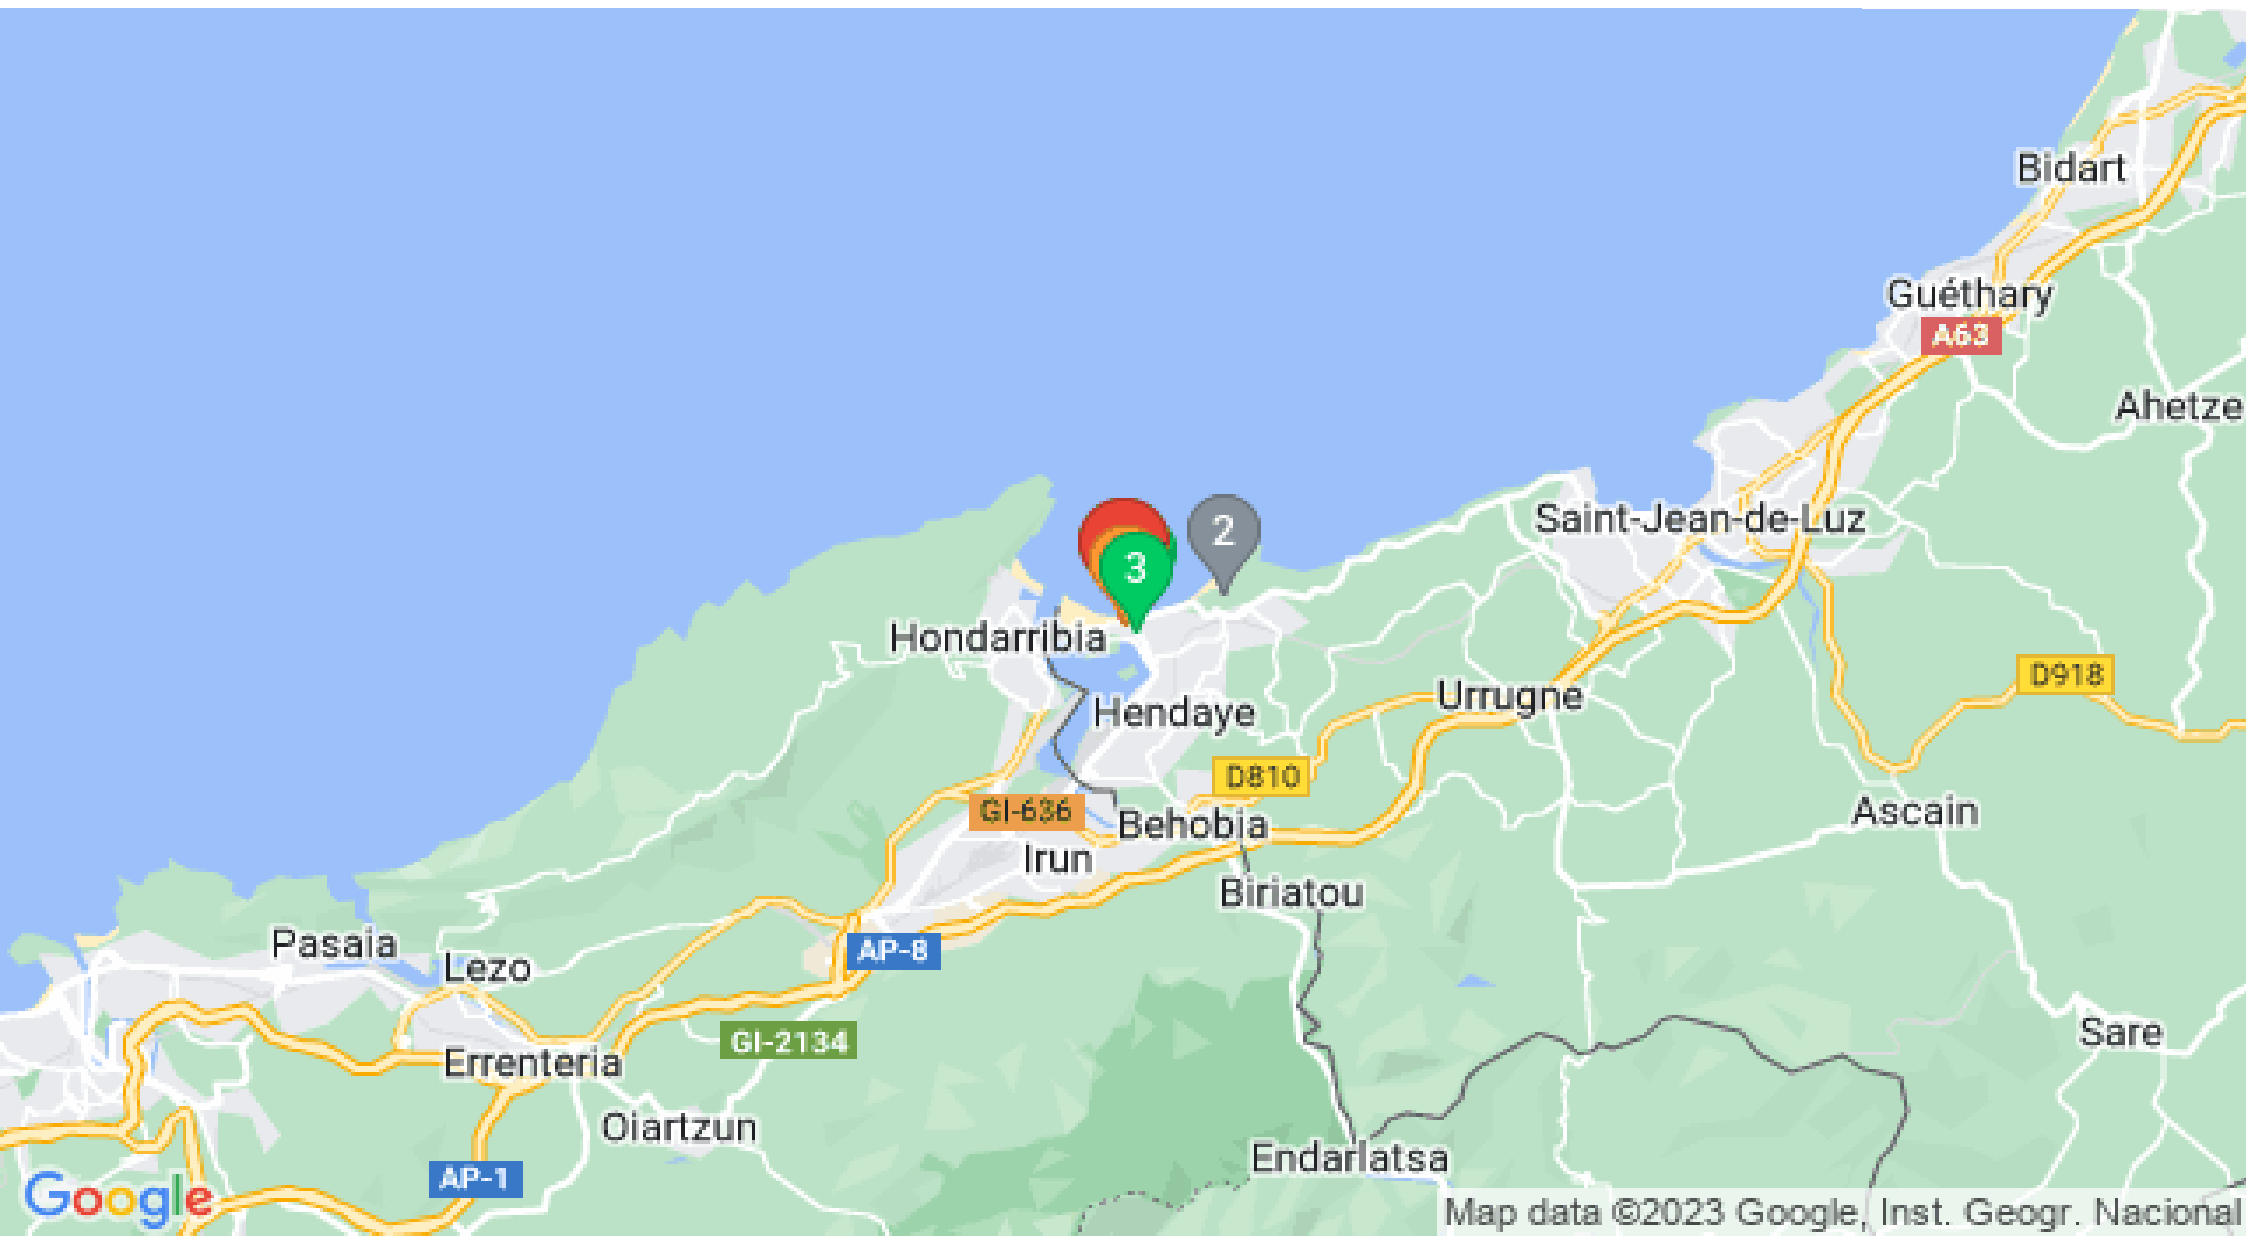 Bidart
Guéthary
A63
Ahetze
2
3
Saint-Jean-de-Luz
Hondarribia
D918
Urrugne
Hendaye
D810
GI-636
Behobia
Ascain
Irun
Biriatou
Pasaia
AP-8
Lezo
Sare
GI-2134
Errenteria
Oiartzun
Endarlatsa
AP-1
Google
Map data ©2023 Google, Inst. Geogr. Nacional